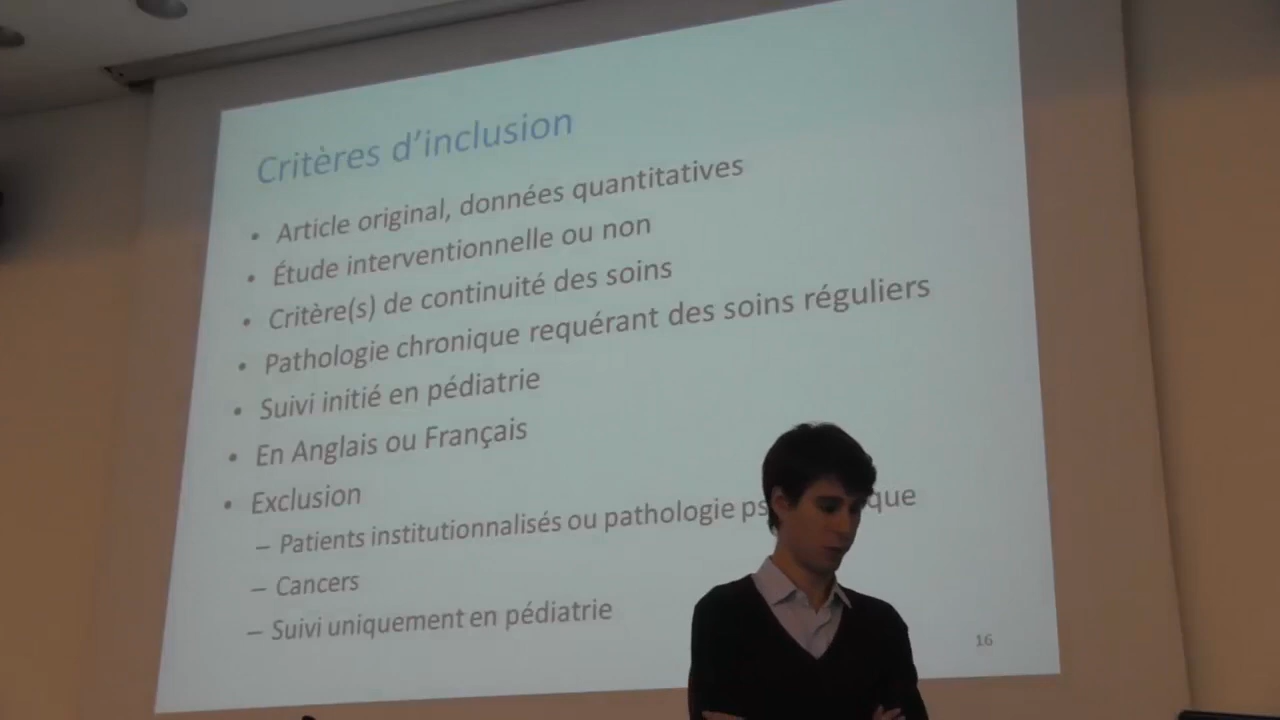 Critères d'inclusion
• Article original, données quantitatives
• Étude interventionnelle ou non
• Critère(s) de continuité des soins
• Pathologie chronique requérant des soins réguliers
• Suivi initié en pédiatrie
• En Anglais ou Français
• Exclusion
– Patients institutionnalisés ou pathologie
– Cancers
– Suivi uniquement en pédiatrie
16